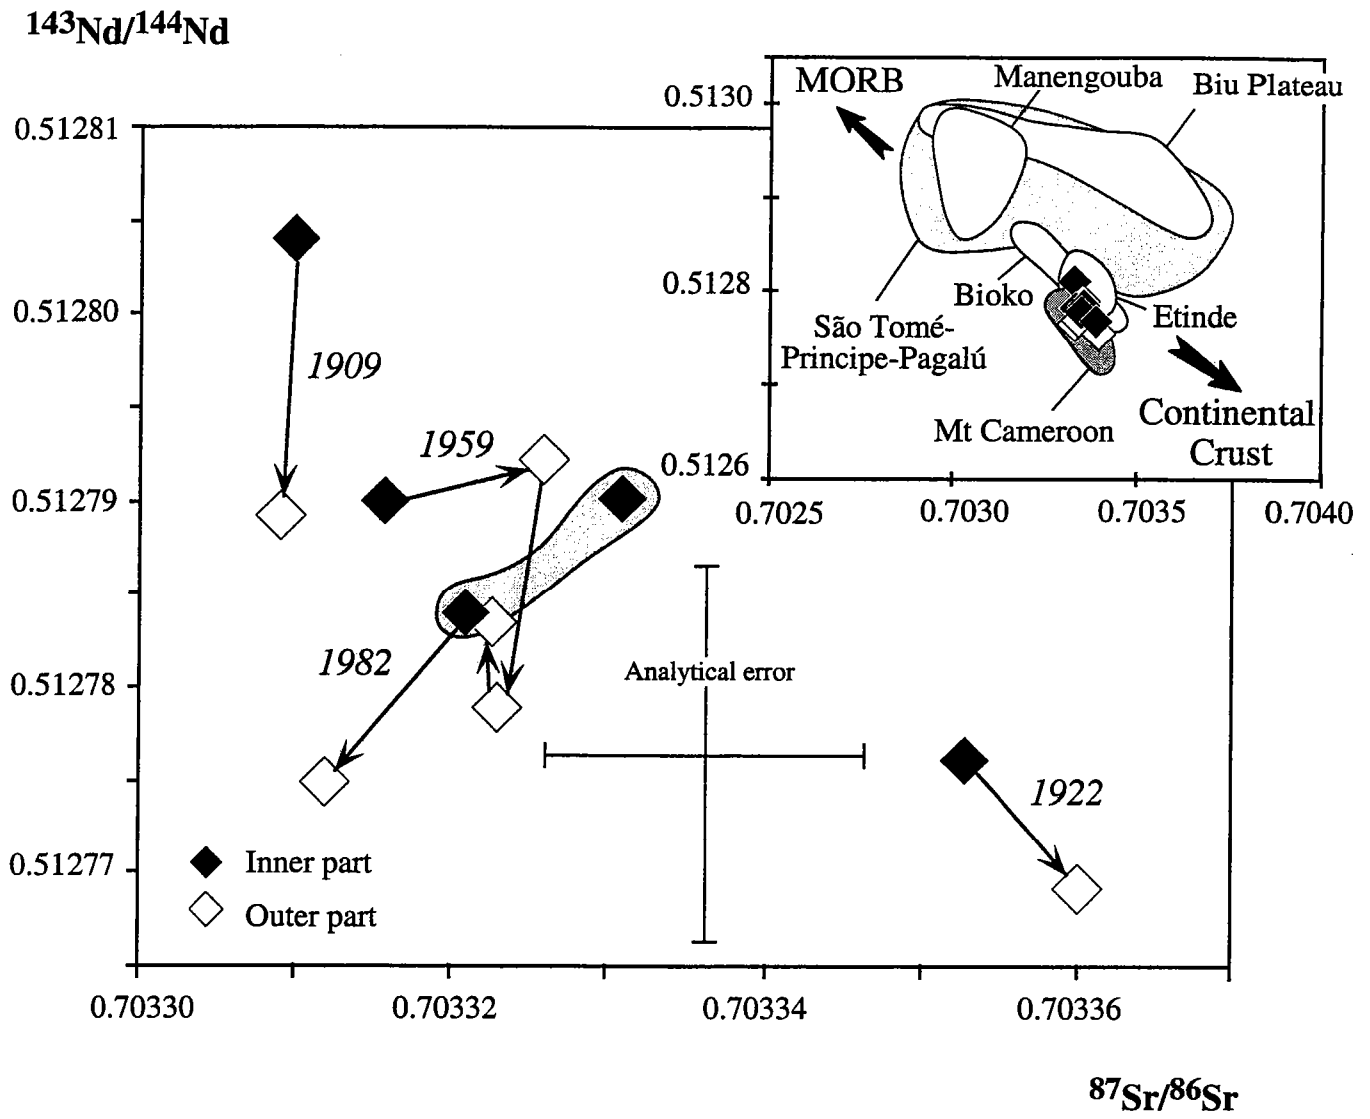 ¹⁴³Nd/¹⁴⁴Nd
0.51281
0.51280
0.51279
0.51278
0.51277
1909
1959
1982
1922
Analytical error
Inner part
Outer part
0.70330
0.70332
0.70334
0.70336
⁸⁷Sr/⁸⁶Sr
0.5130
0.5128
0.5126
MORB
Manengouba
Biu Plateau
Bioko
Etinde
São Tomé-
Principe-Pagalú
Mt Cameroon
Continental
Crust
0.7025
0.7030
0.7035
0.7040